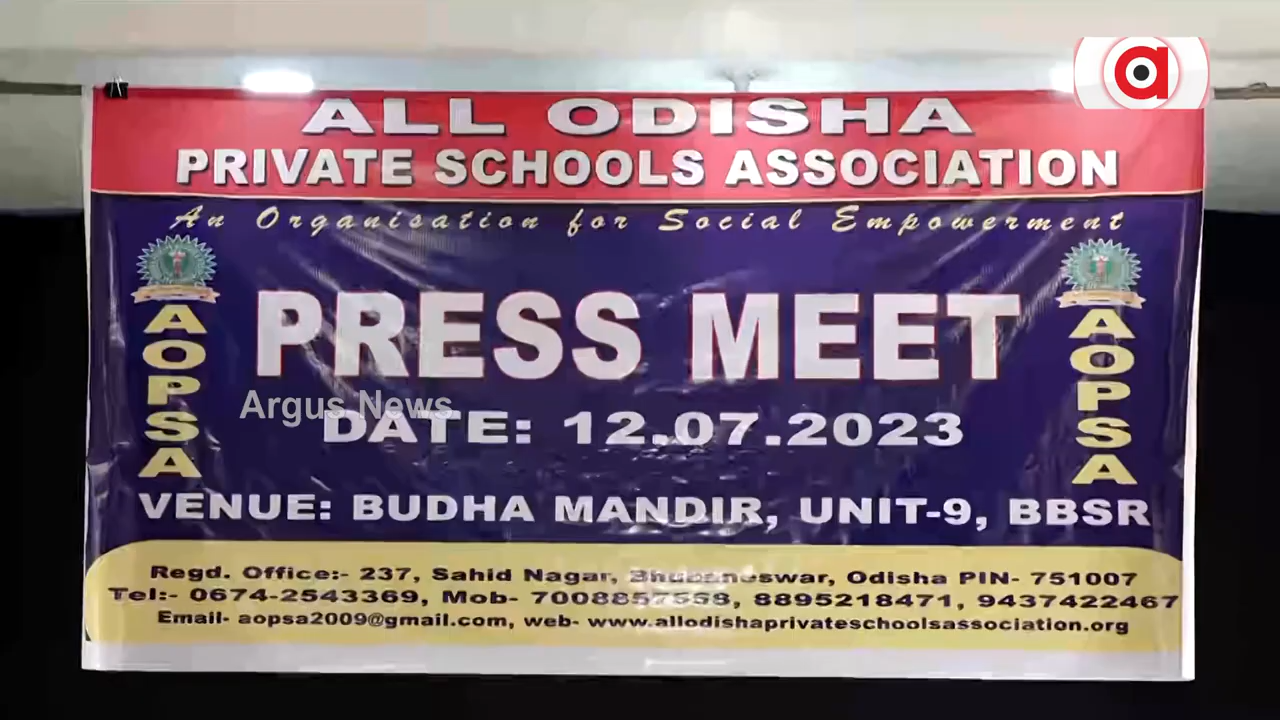 a
ALL ODISHA
PRIVATE SCHOOLS ASSOCIATION
An Organisation for Social Empowerment
AOPSA
PRESS MEET
AOPSA
Argus News
DATE: 12.07.2023
VENUE: BUDHA MANDIR, UNIT-9, BBSR
Regd. Office:- 237, Sahid Nagar, Bhubaneswar, Odisha PIN- 751007
Tel:- 0674-2543369, Mob- 7008857558, 8895218471, 9437422467
Email- aopsa2009@gmail.com, web- www.allodishaprivateschoolsassociation.org